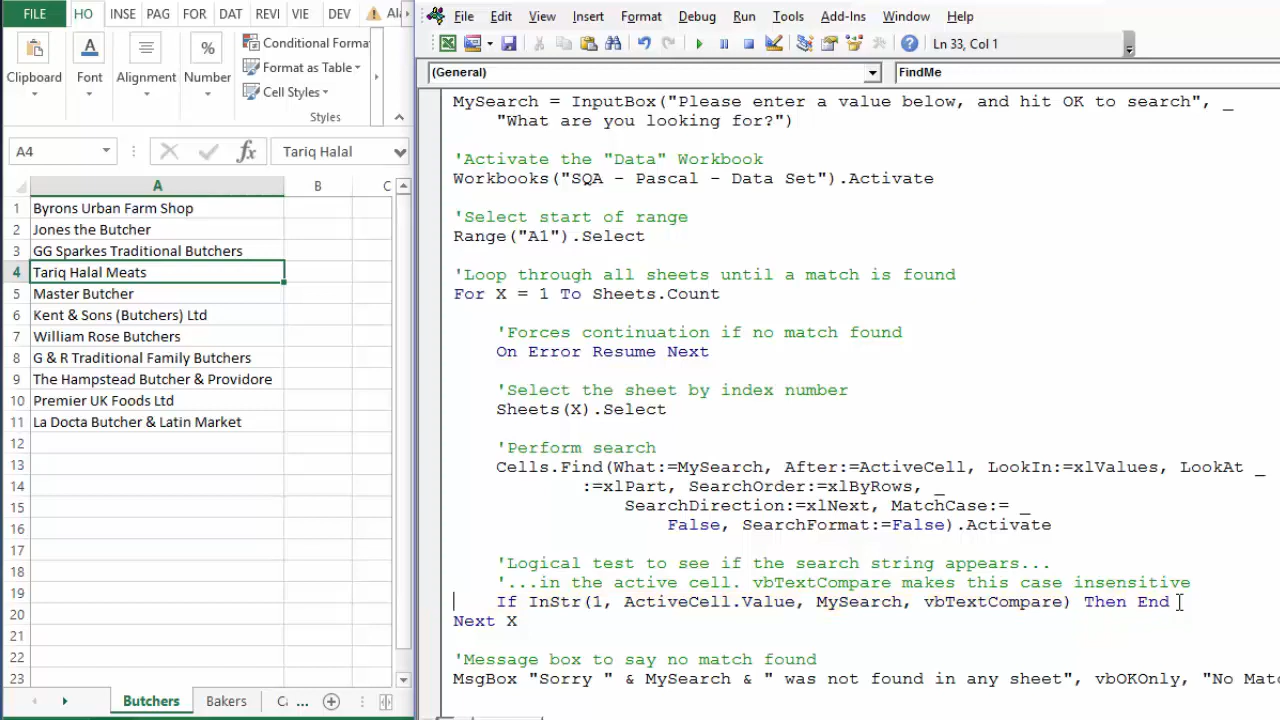 FILE HO INSE PAG FOR DAT REVI VIE DEV Al
Clipboard
Font
Alignment
%
Number
Conditional Forma
Format as Table
Cell Styles
Styles
A4 fx Tariq Halal
A B C
1 Byrons Urban Farm Shop
2 Jones the Butcher
3 GG Sparkes Traditional Butchers
4 Tariq Halal Meats
5 Master Butcher
6 Kent & Sons (Butchers) Ltd
7 William Rose Butchers
8 G & R Traditional Family Butchers
9 The Hampstead Butcher & Providore
10 Premier UK Foods Ltd
11 La Docta Butcher & Latin Market
12
13
14
15
16
17
18
19
20
21
22
23
Butchers Bakers Ca ...
File Edit View Insert Format Debug Run Tools Add-Ins Window Help
Ln 33, Col 1
(General) FindMe
MySearch = InputBox("Please enter a value below, and hit OK to search", _
"What are you looking for?")
'Activate the "Data" Workbook
Workbooks("SQA - Pascal - Data Set").Activate
'Select start of range
Range("A1").Select
'Loop through all sheets until a match is found
For X = 1 To Sheets.Count
'Forces continuation if no match found
On Error Resume Next
'Select the sheet by index number
Sheets(X).Select
'Perform search
Cells.Find(What:=MySearch, After:=ActiveCell, LookIn:=xlValues, LookAt _
:=xlPart, SearchOrder:=xlByRows, _
SearchDirection:=xlNext, MatchCase:= _
False, SearchFormat:=False).Activate
'Logical test to see if the search string appears...
'...in the active cell. vbTextCompare makes this case insensitive
If InStr(1, ActiveCell.Value, MySearch, vbTextCompare) Then End
Next X
'Message box to say no match found
MsgBox "Sorry " & MySearch & " was not found in any sheet", vbOKOnly, "No Matc